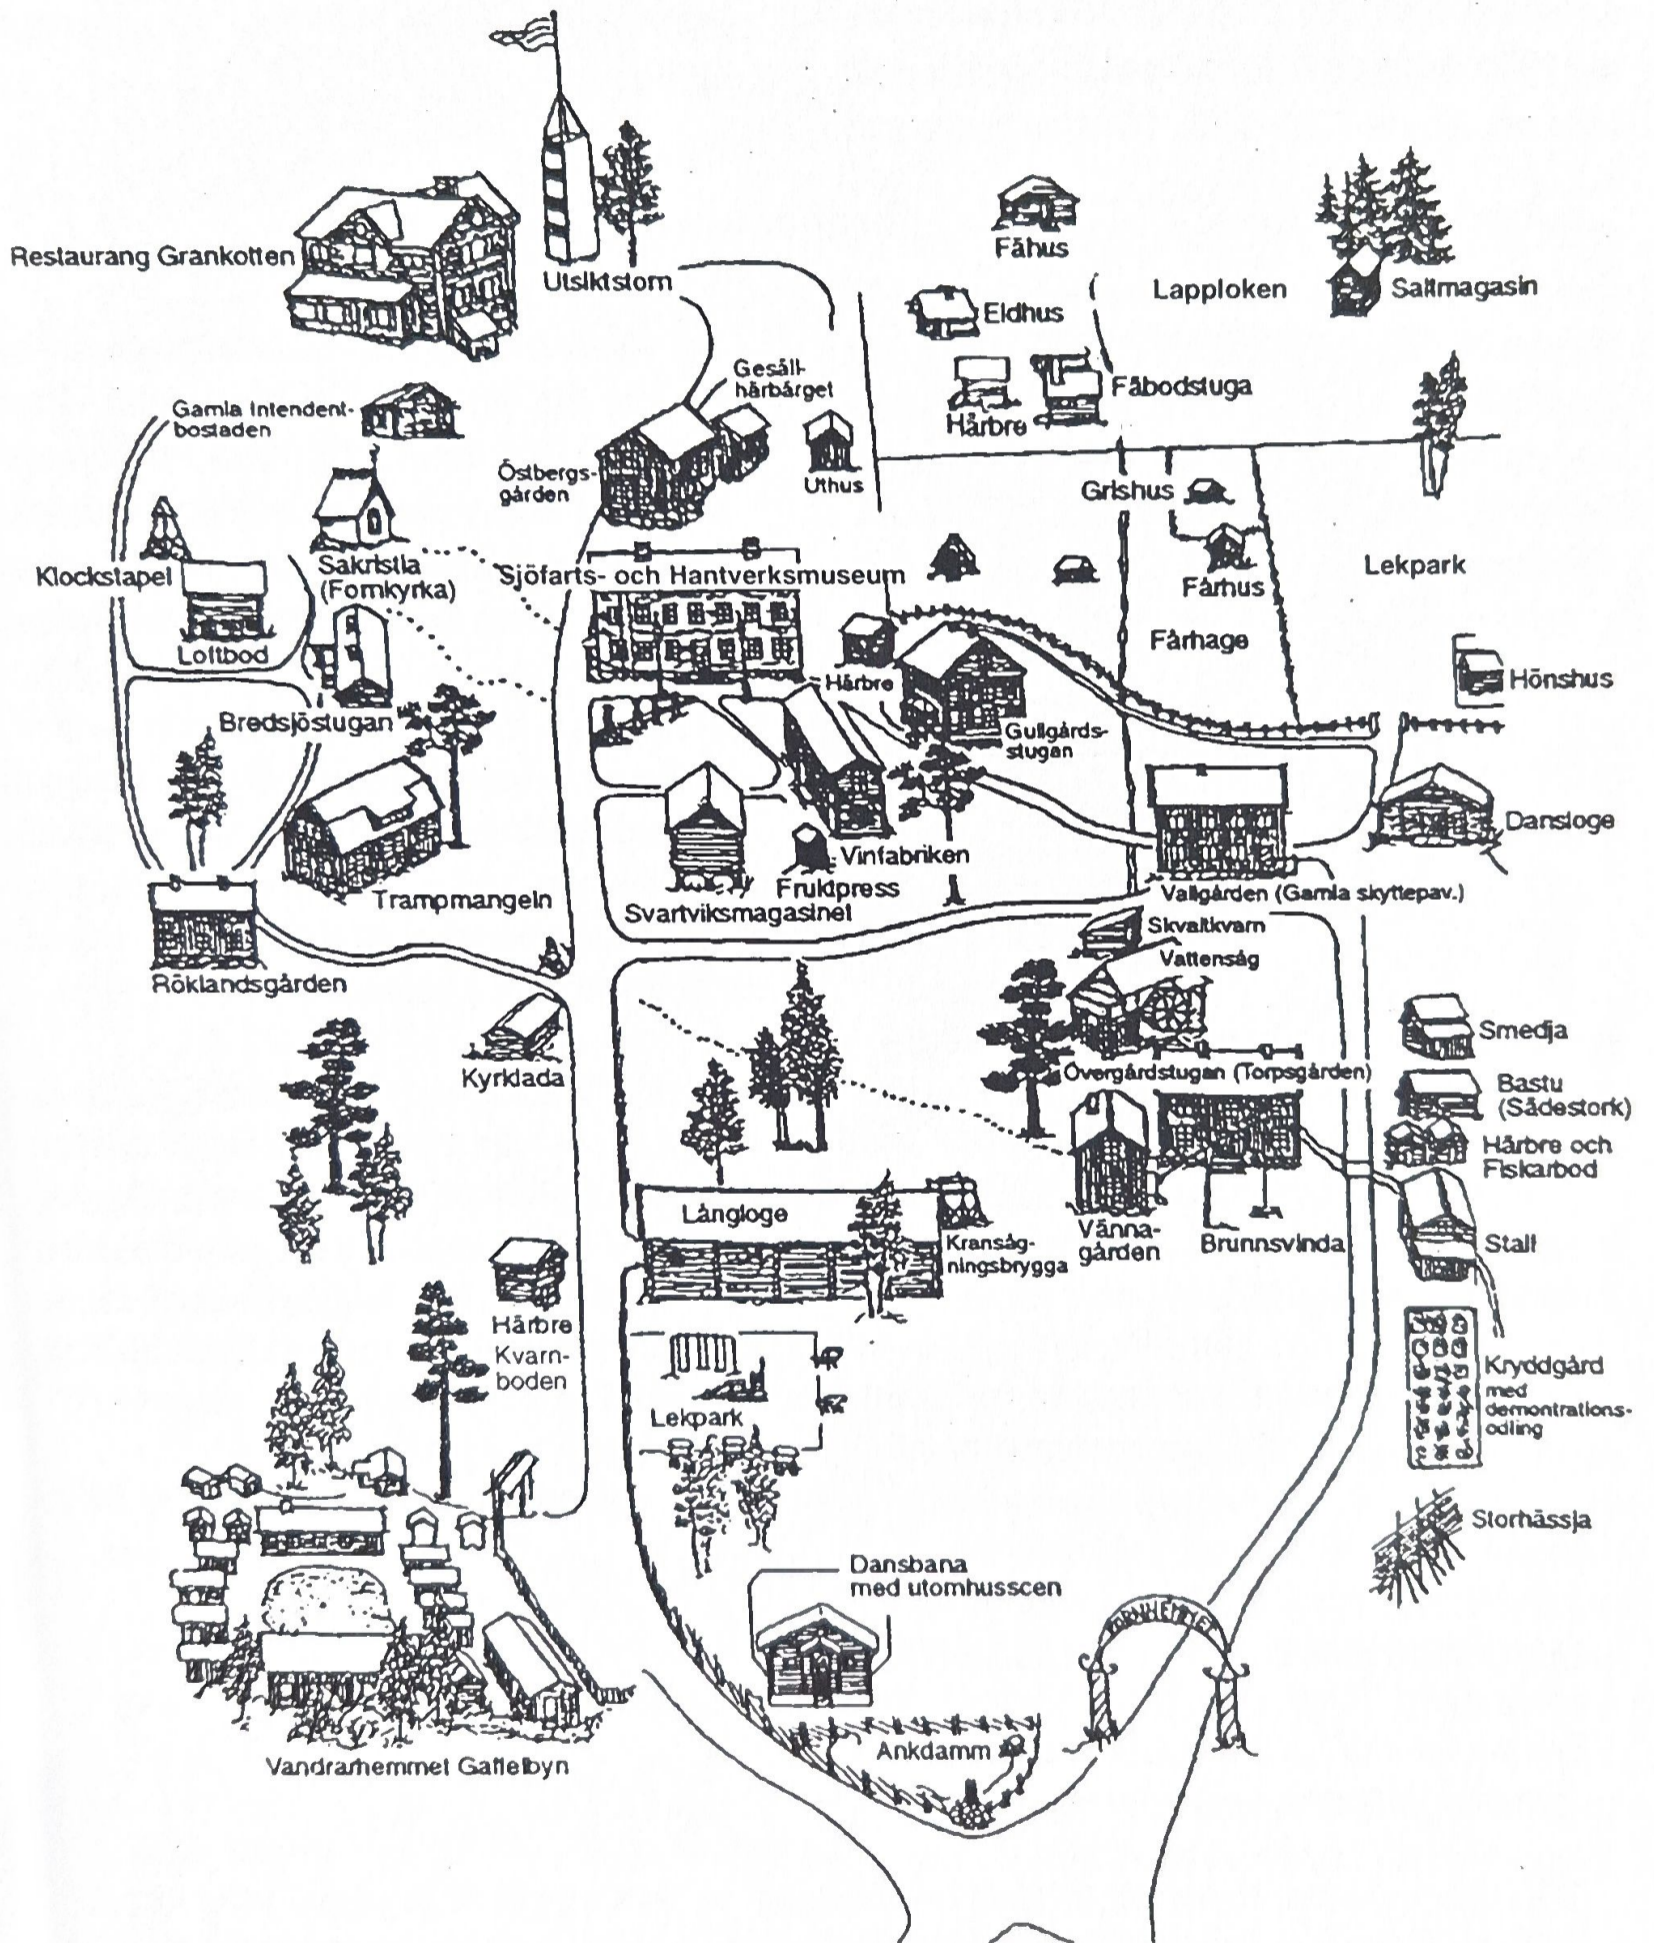 Restaurang Grankotten
Utsiktstorn
Fähus
Eldhus
Lapploken
Saltmagasin
Härbre
Fäbodstuga
Gesäll-
härbärget
Gamla Intendent-
bostaden
Östbergs-
gården
Uthus
Grishus
Klockstapel
Sakristia
(Fornkyrka)
Sjöfarts- och Hantverksmuseum
Fårhus
Lekpark
Loftbod
Fårhage
Härbre
Hönshus
Bredsjöstugan
Gullgårds-
stugan
Dansloge
Vinfabriken
Fruktpress
Trampmangeln
Svartviksmagasinet
Vallgården (Gamla skyttepav.)
Skvaltkvarn
Vattensåg
Röklandsgården
Kyrklada
Smedja
Övergårdstugan (Torpsgården)
Bastu
(Sådestork)
Härbre och
Fiskarbod
Långloge
Kransåg-
ningsbrygga
Vänna-
gården
Brunnsvinda
Stall
Härbre
Kvarn-
boden
Kryddgård
med
demontrations-
odling
Lekpark
Storhässja
Dansbana
med utomhusscen
FORNHEMMET
Ankdamm
Vandrarhemmet Gaffelbyn